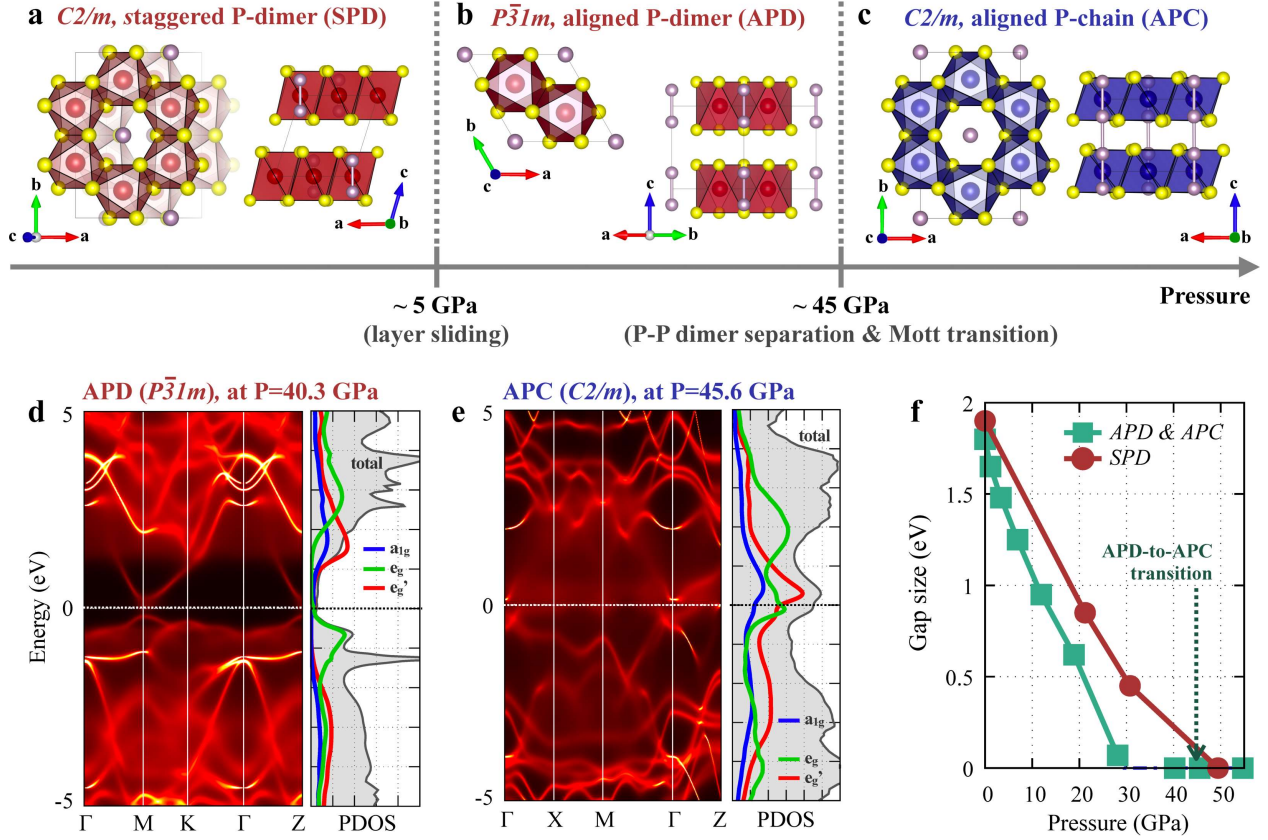 a C2/m, staggered P-dimer (SPD)
b P3̄1m, aligned P-dimer (APD)
c C2/m, aligned P-chain (APC)
b
c a
c
a b
b
c a
c
a b
b
c a
c
a b
Pressure
~ 5 GPa
(layer sliding)
~ 45 GPa
(P-P dimer separation & Mott transition)
d APD (P3̄1m), at P=40.3 GPa
5
0
-5
Energy (eV)
Γ M K Γ Z
total
a1g
eg
eg'
PDOS
e APC (C2/m), at P=45.6 GPa
5
0
-5
Γ X M Γ Z
total
a1g
eg
eg'
PDOS
f
2
1.5
1
0.5
0
Gap size (eV)
APD & APC
SPD
APD-to-APC
transition
0 10 20 30 40 50
Pressure (GPa)